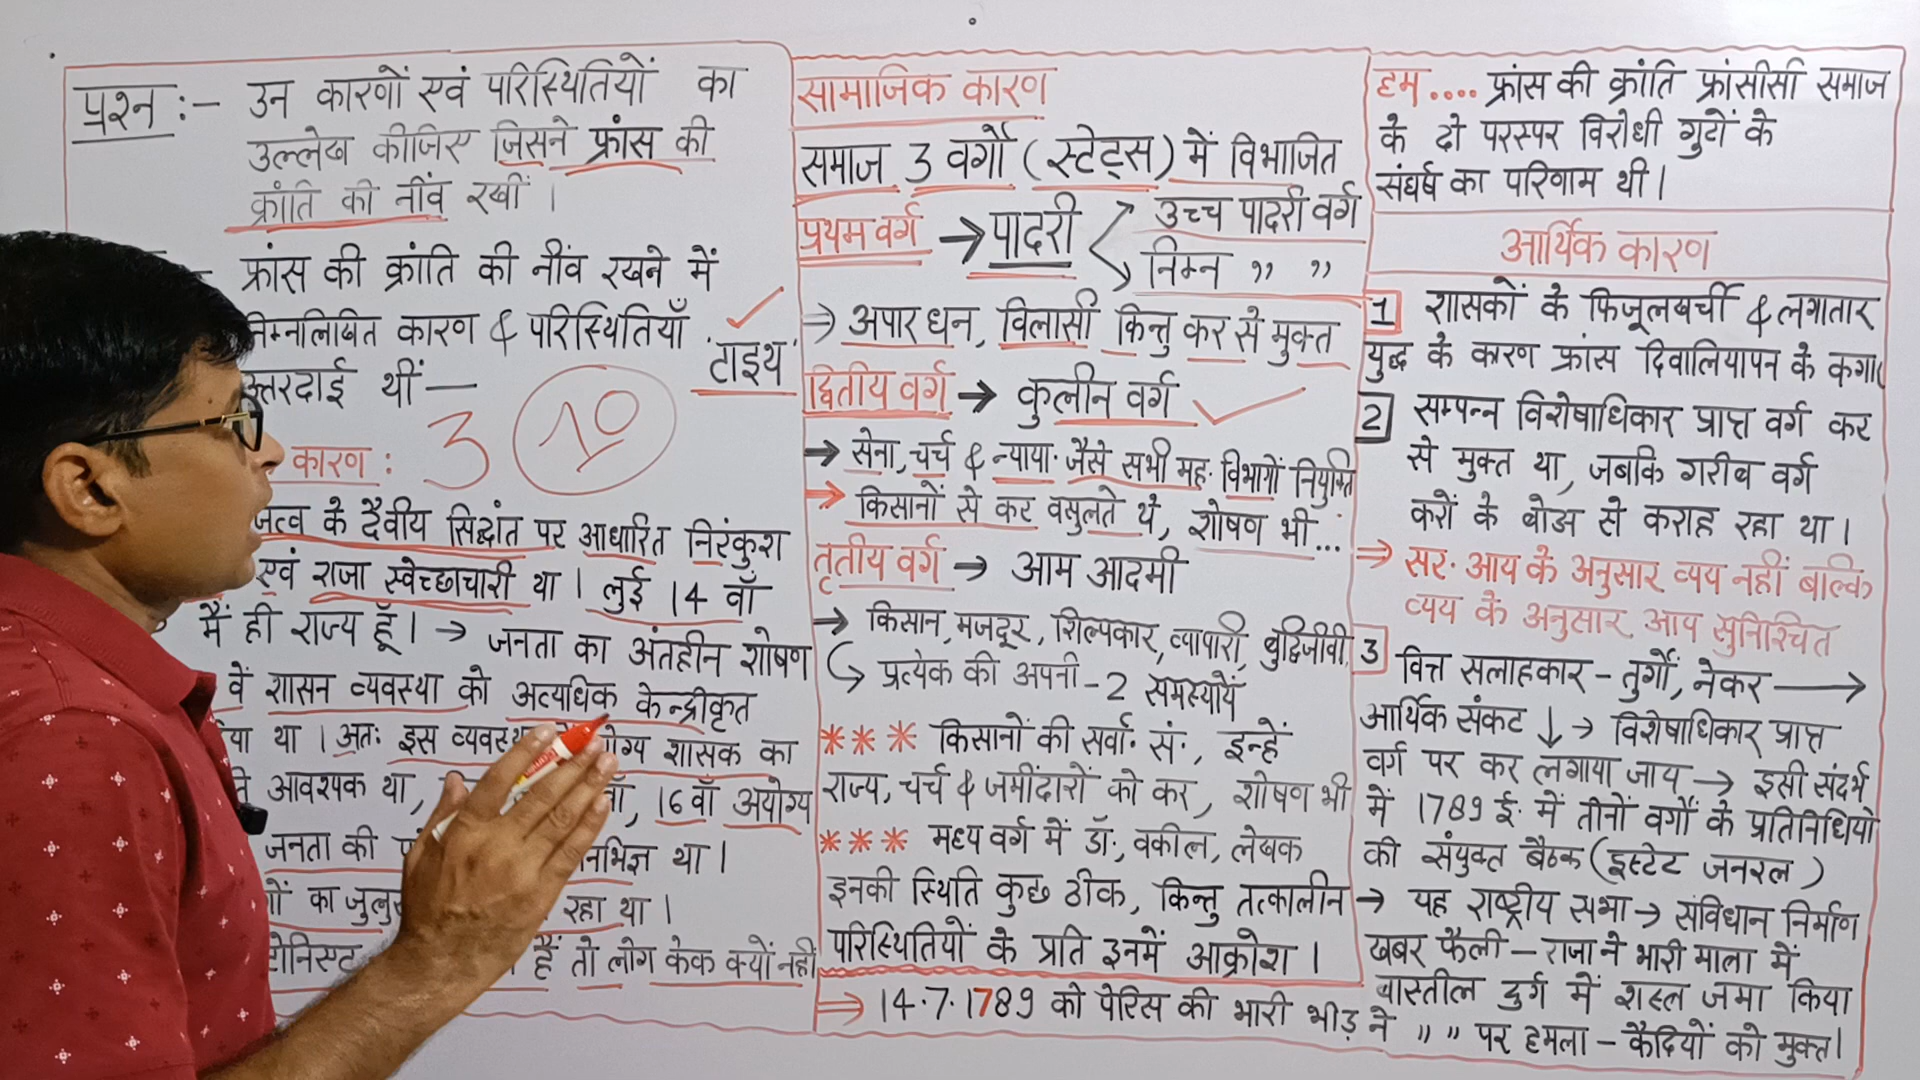 प्रश्न :- उन कारणों एवं परिस्थितियों का
उल्लेख कीजिए जिसने फ्रांस की
क्रांति की नींव रखीं ।
फ्रांस की क्रांति की नींव रखने में
निम्नलिखित कारण & परिस्थितियाँ
उत्तरदाई थीं —
टाइथ
3 10
कारण :
के दैवीय सिद्धांत पर आधारित निरंकुश
एवं राजा स्वेच्छाचारी था । लुई 14 वाँ
मैं ही राज्य हूँ । → जनता का अंतहीन शोषण
शासन व्यवस्था को अत्यधिक केन्द्रीकृत
था । अतः इस व्यवस्था योग्य शासक का
आवश्यक था, 16वाँ अयोग्य
जनता की अनभिज्ञ था ।
का जुलुस रहा था ।
हैं तो लोग केक क्यों नहीं
सामाजिक कारण
समाज 3 वर्गों (स्टेट्स) में विभाजित
प्रथम वर्ग → पादरी उच्च पादरी वर्ग
निम्न ,, ,,
⇒ अपार धन, विलासी किन्तु कर से मुक्त
द्वितीय वर्ग → कुलीन वर्ग
→ सेना, चर्च & न्याया॰ जैसे सभी मह॰ विभागों नियुक्ति
⇒ किसानों से कर वसुलते थे, शोषण भी...
तृतीय वर्ग → आम आदमी
→ किसान, मजदूर, शिल्पकार, व्यापारी, बुद्विजीवी,
प्रत्येक की अपनी - 2 समस्यायें
*** किसानों की सर्वा॰ सं॰, इन्हें
राज्य, चर्च & जमींदारों को कर, शोषण भी
*** मध्य वर्ग में डॉ॰, वकील, लेखक
इनकी स्थिति कुछ ठीक, किन्तु तत्कालीन
परिस्थितियों के प्रति इनमें आक्रोश ।
⇒ 14.7.1789 को पेरिस की भारी भीड़ ने ,, ,, पर हमला – कैदियों को मुक्त।
हम.... फ्रांस की क्रांति फ्रांसीसी समाज
के दो परस्पर विरोधी गुटों के
संघर्ष का परिणाम थी ।
आर्थिक कारण
1 शासकों के फिजूलखर्ची & लगातार
युद्ध के कारण फ्रांस दिवालियापन के कगार
2 सम्पन्न विशेषाधिकार प्राप्त वर्ग कर
से मुक्त था, जबकि गरीब वर्ग
करों के बोझ से कराह रहा था ।
⇒ सर॰ आय के अनुसार व्यय नहीं बल्कि
व्यय के अनुसार आय सुनिश्चित
3 वित्त सलाहकार – तुर्गों, नेकर →
आर्थिक संकट ↓ → विशेषाधिकार प्राप्त
वर्ग पर कर लगाया जाय → इसी संदर्भ
में 1789 ई॰ में तीनों वर्गों के प्रतिनिधियों
की संयुक्त बैठक (इस्टेट जनरल)
→ यह राष्ट्रीय सभा → संविधान निर्माण
खबर फैली – राजा ने भारी मात्रा में
बास्तील दुर्ग में शस्त्र जमा किया